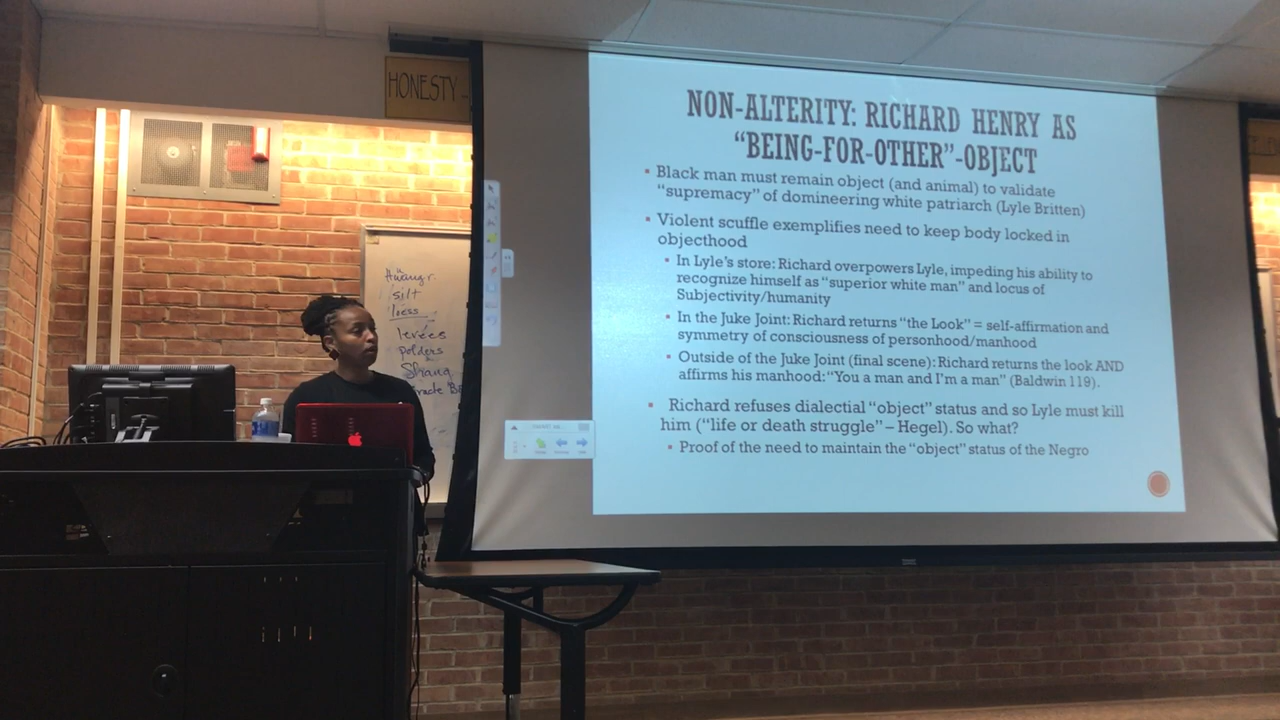 HONESTY -
NON-ALTERITY: RICHARD HENRY AS
“BEING-FOR-OTHER”-OBJECT
▪ Black man must remain object (and animal) to validate
“supremacy” of domineering white patriarch (Lyle Britten)
▪ Violent scuffle exemplifies need to keep body locked in
objecthood
▪ In Lyle’s store: Richard overpowers Lyle, impeding his ability to
recognize himself as “superior white man” and locus of
Subjectivity/humanity
▪ In the Juke Joint: Richard returns “the Look” = self-affirmation and
symmetry of consciousness of personhood/manhood
▪ Outside of the Juke Joint (final scene): Richard returns the look AND
affirms his manhood: “You a man and I’m a man” (Baldwin 119).
▪ Richard refuses dialectial “object” status and so Lyle must kill
him (“life or death struggle” – Hegel). So what?
▪ Proof of the need to maintain the “object” status of the Negro
silt
loess
levees
polders